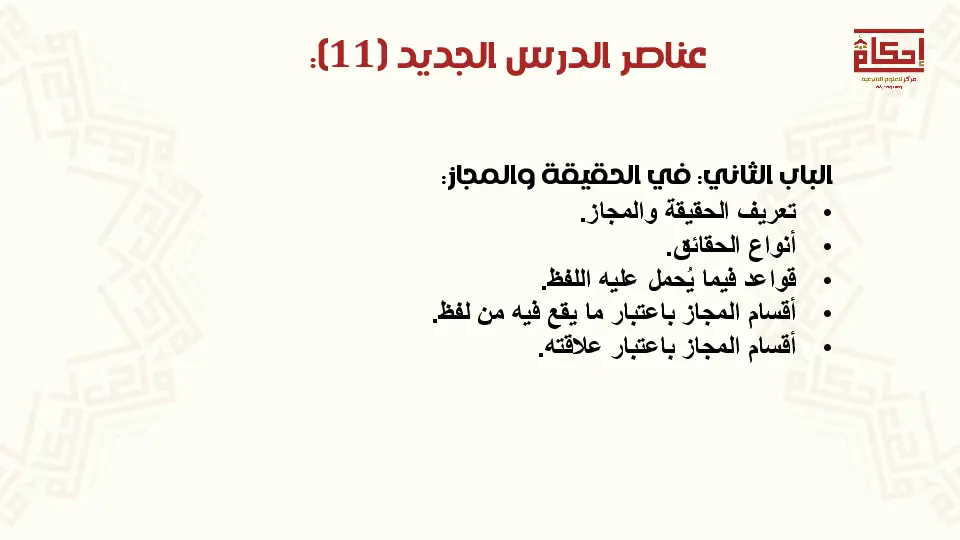 عناصر الدرس الجديد (11):
إحكام
مركز للعلوم الشرعية
الباب الثاني: في الحقيقة والمجاز:
• تعريف الحقيقة والمجاز.
• أنواع الحقائق.
• قواعد فيما يُحمل عليه اللفظ.
• أقسام المجاز باعتبار ما يقع فيه من لفظ.
• أقسام المجاز باعتبار علاقته.